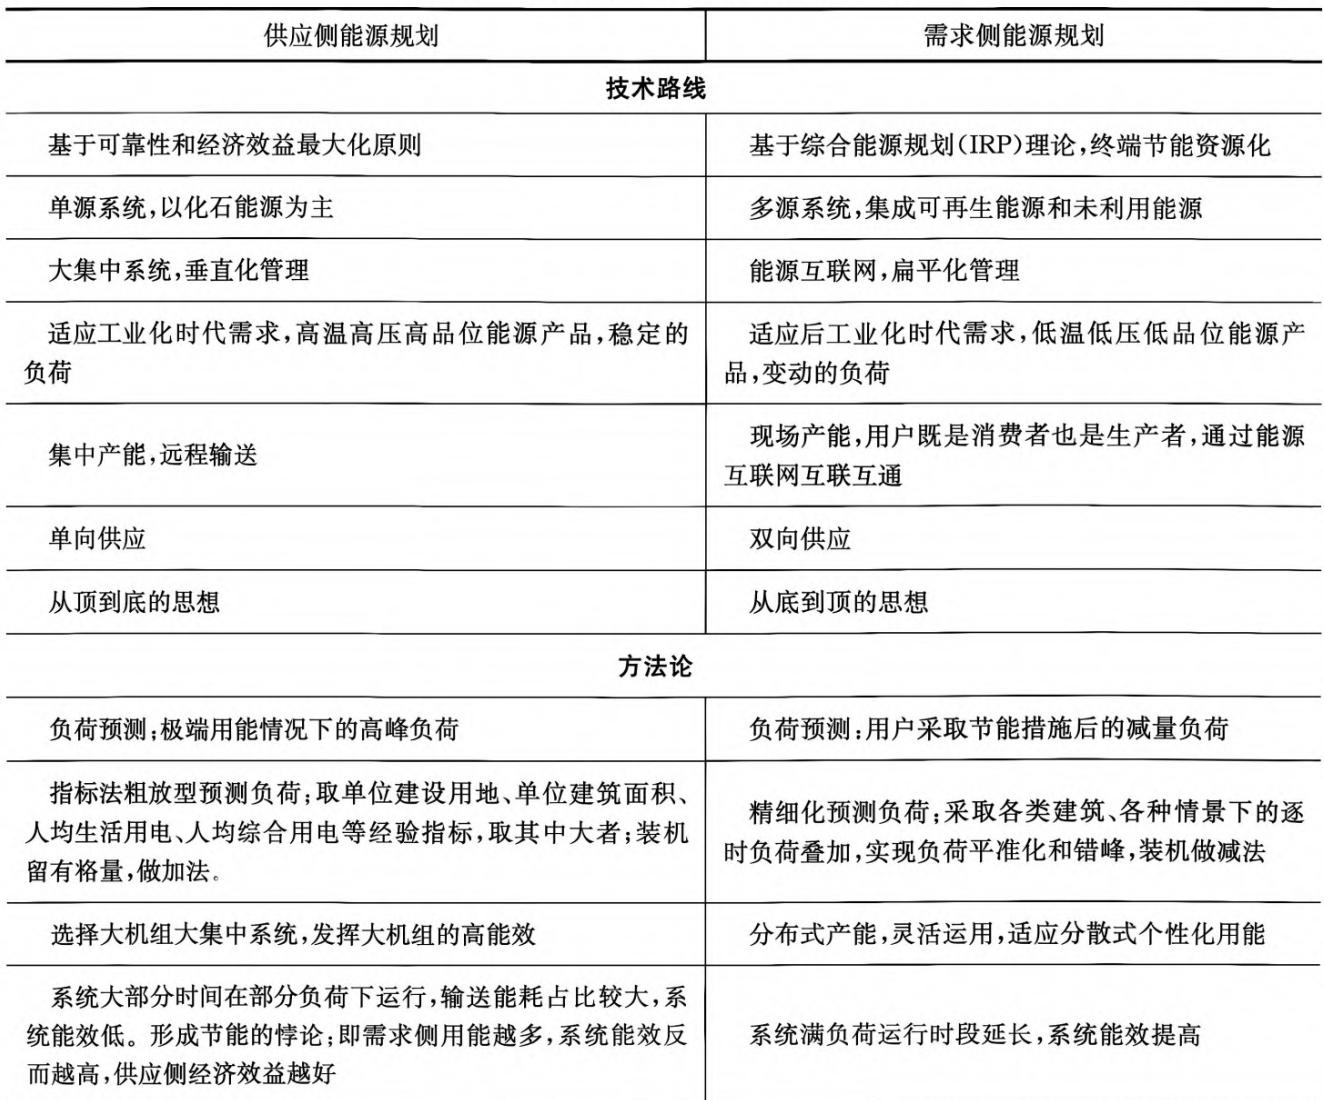 供应侧能源规划
需求侧能源规划
技术路线
基于可靠性和经济效益最大化原则
基于综合能源规划(IRP)理论,终端节能资源化
单源系统,以化石能源为主
多源系统,集成可再生能源和未利用能源
大集中系统,垂直化管理
能源互联网,扁平化管理
适应工业化时代需求,高温高压高品位能源产品,稳定的
负荷
适应后工业化时代需求,低温低压低品位能源产
品,变动的负荷
集中产能,远程输送
现场产能,用户既是消费者也是生产者,通过能源
互联网互联互通
单向供应
双向供应
从顶到底的思想
从底到顶的思想
方法论
负荷预测;极端用能情况下的高峰负荷
负荷预测:用户采取节能措施后的减量负荷
指标法粗放型预测负荷;取单位建设用地、单位建筑面积、
人均生活用电、人均综合用电等经验指标,取其中大者;装机
留有格量,做加法。
精细化预测负荷;采取各类建筑、各种情景下的逐
时负荷叠加,实现负荷平准化和错峰,装机做减法
选择大机组大集中系统,发挥大机组的高能效
分布式产能,灵活运用,适应分散式个性化用能
系统大部分时间在部分负荷下运行,输送能耗占比较大,系
统能效低。形成节能的悖论;即需求侧用能越多,系统能效反
而越高,供应侧经济效益越好
系统满负荷运行时段延长,系统能效提高